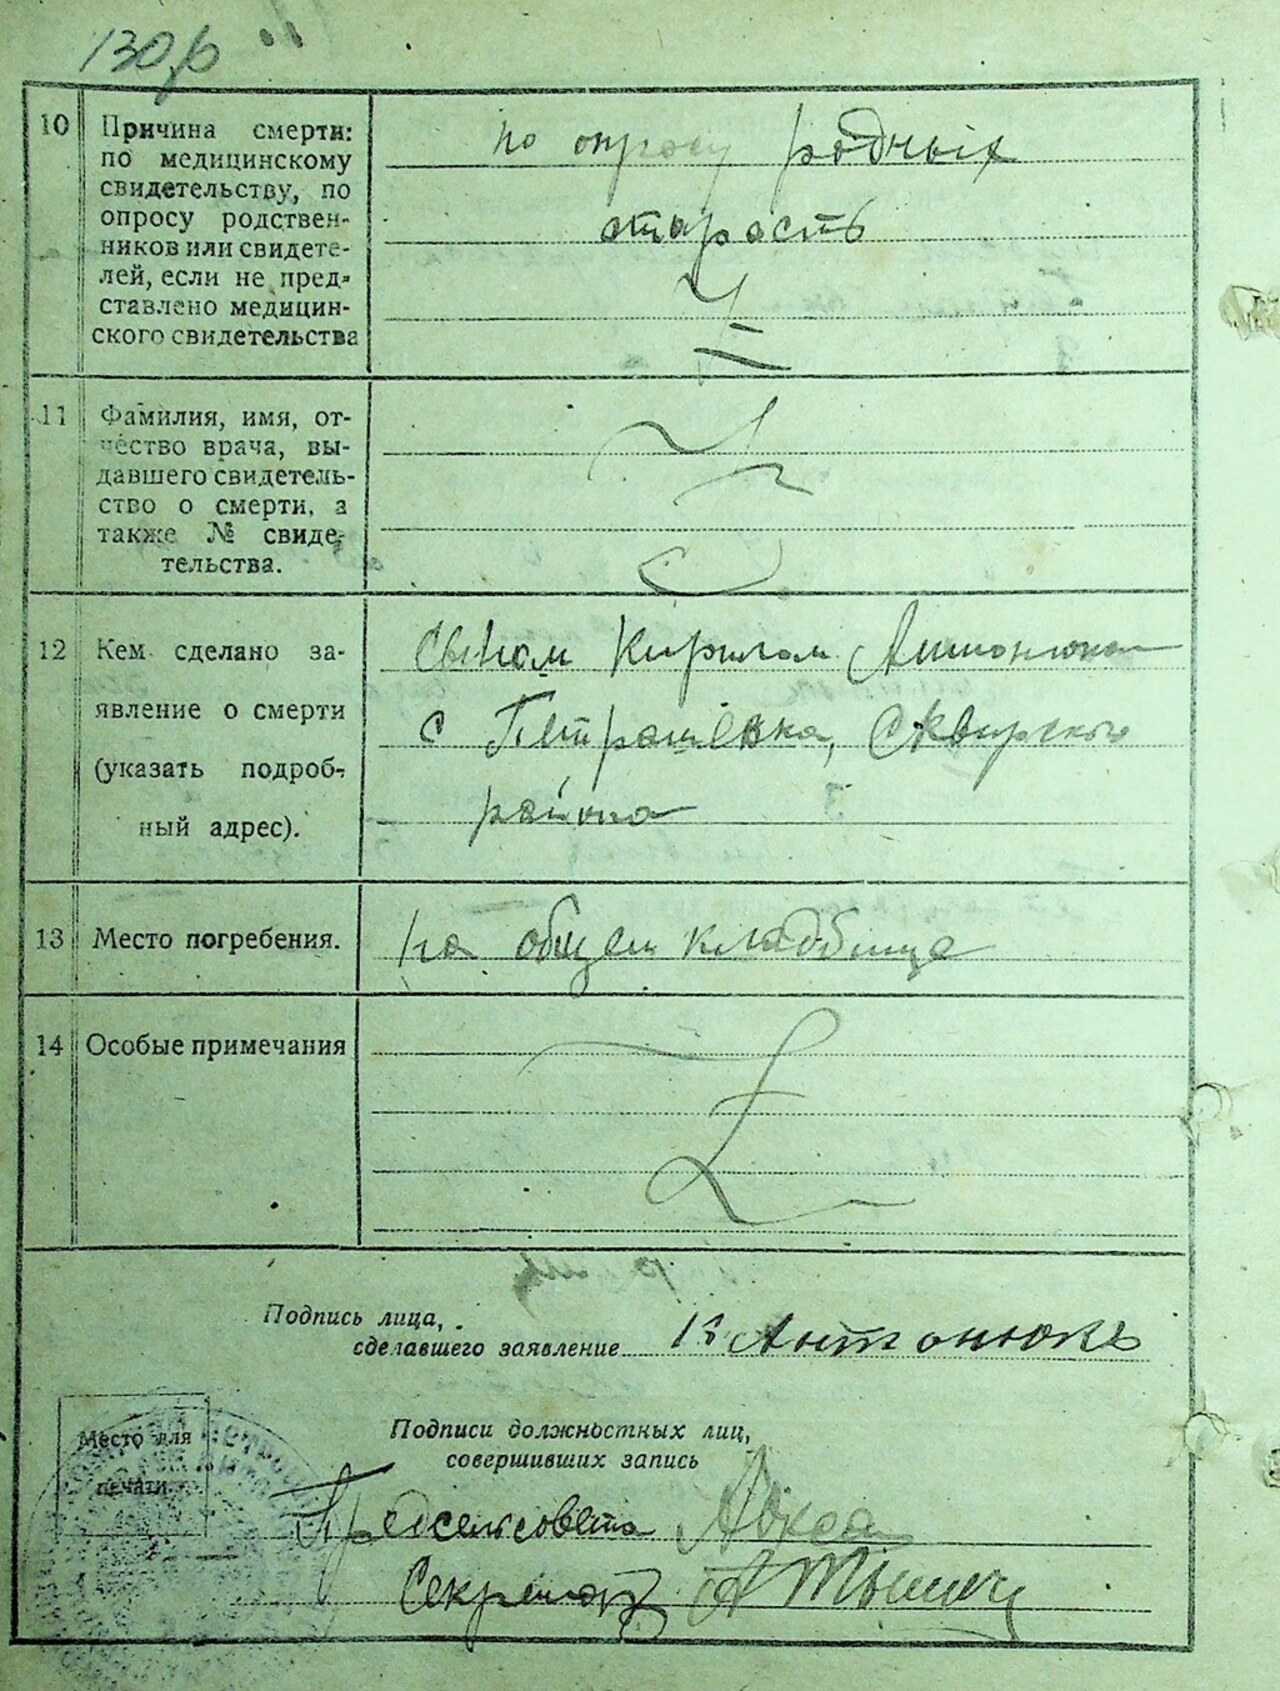 130
10
Причина смерти:
по медицинскому
свидетельству, по
опросу родствен-
ников или свидете-
лей, если не пред-
ставлено медицин-
ского свидетельства
по опросу родных
старость
11
Фамилия, имя, от-
чество врача, вы-
давшего свидетель-
ство о смерти, а
также № свиде-
тельства.
12
Кем сделано за-
явление о смерти
(указать подроб-
ный адрес).
Сыном Кирилом Антонюком
с Петрашевка, Сквирского
района
13
Место погребения.
на общем кладбище
14
Особые примечания
Подпись лица,
сделавшего заявление
К Антонюкъ
Место для
печати
Подписи должностных лиц,
совершивших запись
Предсельсовета
Секретарь